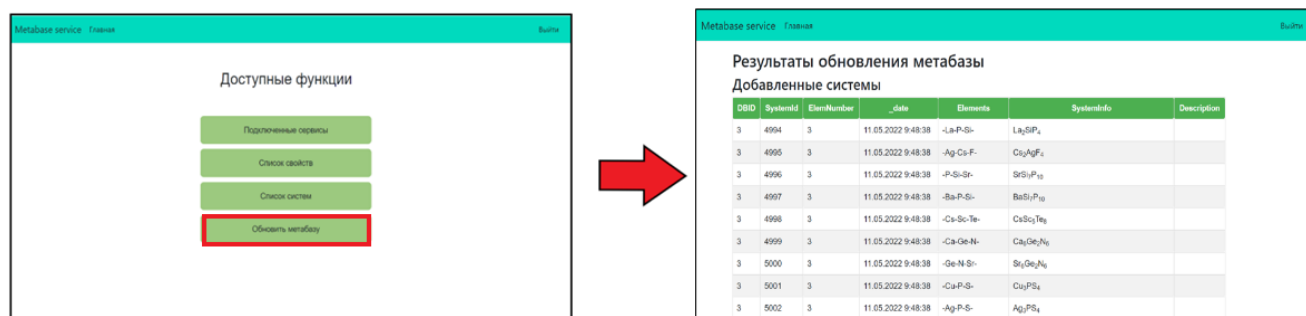 Metabase service Главная Выйти
Доступные функции
Подключенные сервисы
Список свойств
Список систем
Обновить метабазу
Metabase service Главная Выйти
Результаты обновления метабазы
Добавленные системы
DBID SystemId ElemNumber _date Elements SystemInfo Description
3 4994 3 11.05.2022 9:48:38 -La-P-Si- La₂SiP₄
3 4995 3 11.05.2022 9:48:38 -Ag-Cs-F- Cs₂AgF₄
3 4996 3 11.05.2022 9:48:38 -P-Si-Sr- SrSi₇P₁₀
3 4997 3 11.05.2022 9:48:38 -Ba-P-Si- BaSi₇P₁₀
3 4998 3 11.05.2022 9:48:38 -Cs-Sc-Te- CsSc₅Te₈
3 4999 3 11.05.2022 9:48:38 -Ca-Ge-N- Ca₅Ge₂N₆
3 5000 3 11.05.2022 9:48:38 -Ge-N-Sr- Sr₅Ge₂N₆
3 5001 3 11.05.2022 9:48:38 -Cu-P-S- Cu₃PS₄
3 5002 3 11.05.2022 9:48:38 -Ag-P-S- Ag₃PS₄